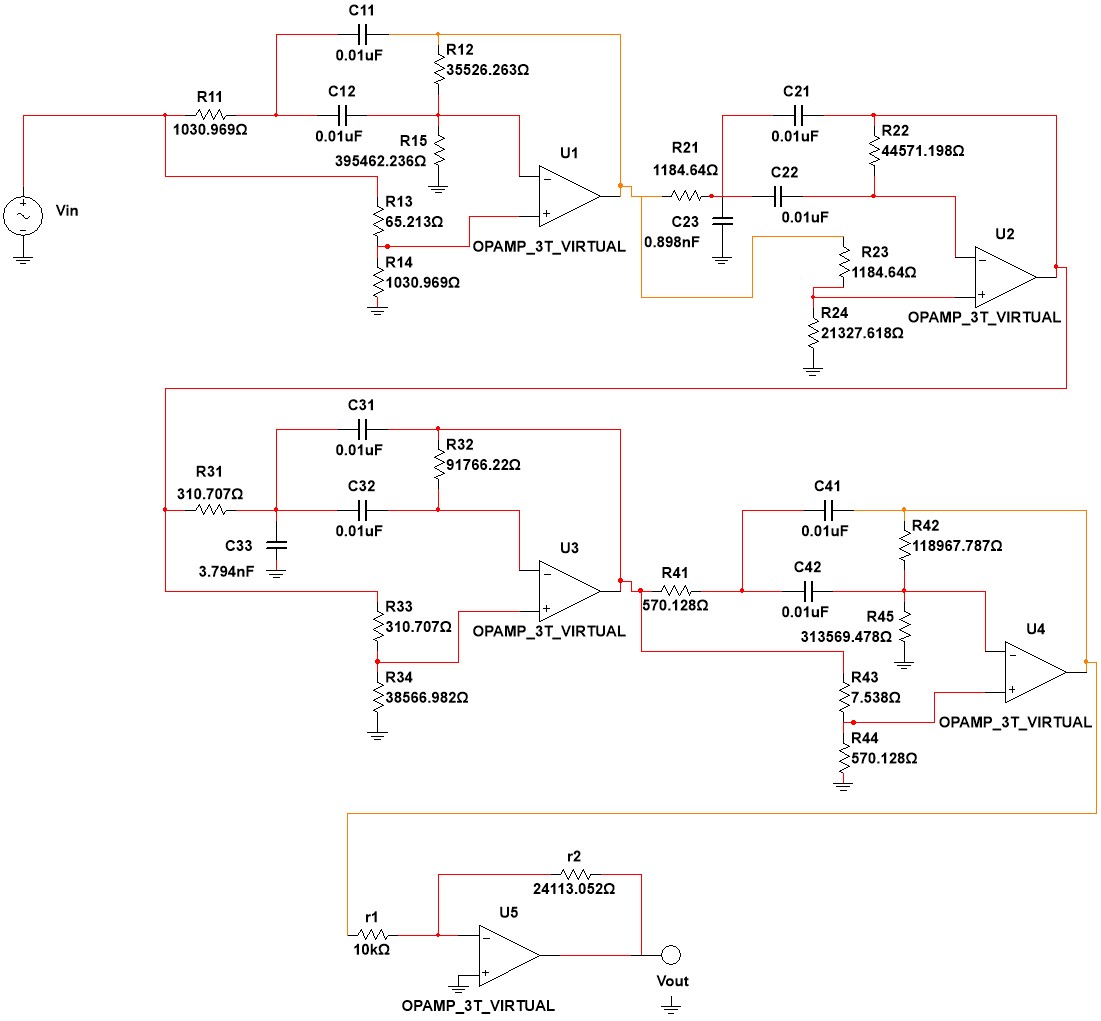 C11
0.01uF
R12
35526.263Ω
R11
1030.969Ω
C12
0.01uF
R15
395462.236Ω
U1
Vin
R13
65.213Ω
R14
1030.969Ω
OPAMP_3T_VIRTUAL
C21
0.01uF
R22
44571.198Ω
R21
1184.64Ω
C22
0.01uF
C23
0.898nF
U2
R23
1184.64Ω
OPAMP_3T_VIRTUAL
R24
21327.618Ω
C31
0.01uF
R32
91766.22Ω
R31
310.707Ω
C32
0.01uF
C33
3.794nF
U3
R33
310.707Ω
OPAMP_3T_VIRTUAL
R34
38566.982Ω
C41
0.01uF
R42
118967.787Ω
R41
570.128Ω
C42
0.01uF
R45
313569.478Ω
U4
R43
7.538Ω
OPAMP_3T_VIRTUAL
R44
570.128Ω
r2
24113.052Ω
r1
10kΩ
U5
OPAMP_3T_VIRTUAL
Vout